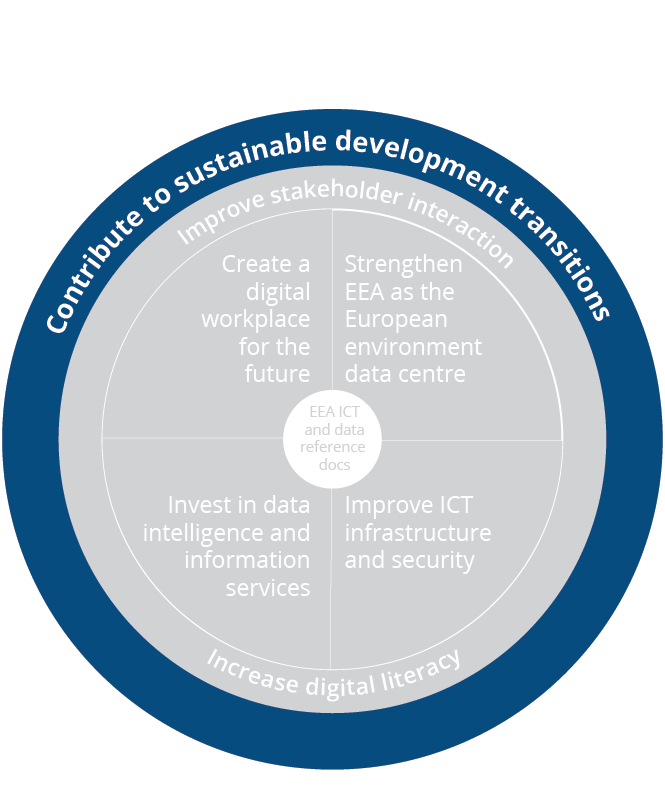 Contribute to sustainable development transitions
Improve stakeholder interaction
Create a
digital
workplace
for the
future
Strengthen
EEA as the
European
environment
data centre
EEA ICT
and data
reference
docs
Invest in data
intelligence and
information
services
Improve ICT
infrastructure
and security
Increase digital literacy